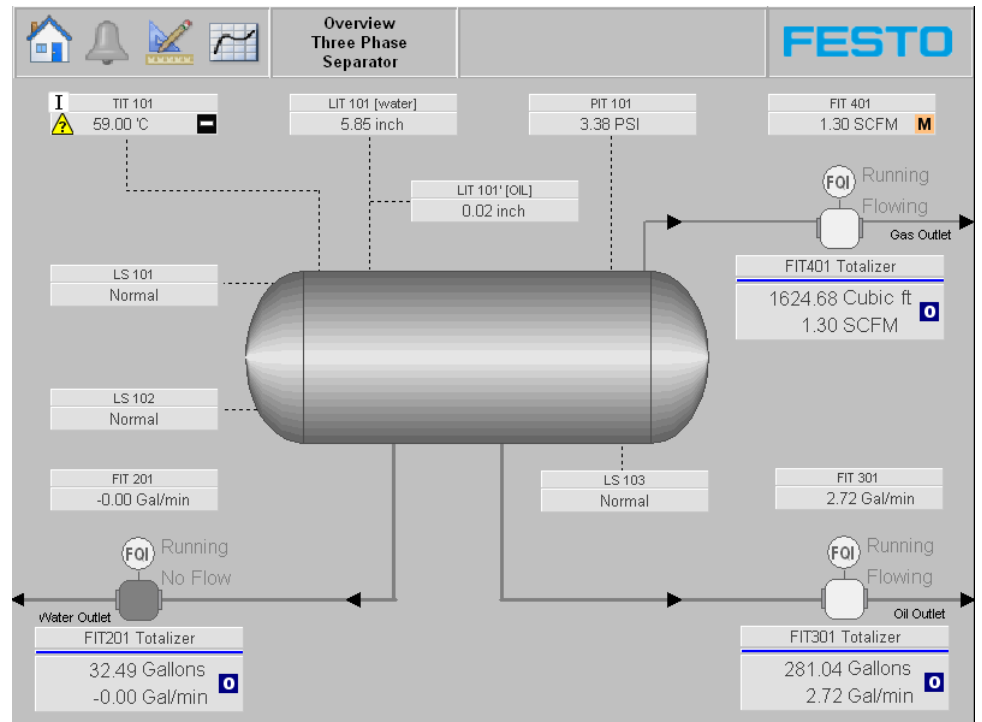 Overview
Three Phase
Separator
FESTO
I
TIT 101
?
59.00 'C
LIT 101 [water]
5.85 inch
PIT 101
3.38 PSI
FIT 401
1.30 SCFM M
LIT 101' [OIL]
0.02 inch
FQI
Running
Flowing
Gas Outlet
LS 101
Normal
FIT401 Totalizer
1624.68 Cubic ft
1.30 SCFM
O
LS 102
Normal
FIT 201
-0.00 Gal/min
LS 103
Normal
FIT 301
2.72 Gal/min
FQI
Running
No Flow
Water Outlet
FQI
Running
Flowing
Oil Outlet
FIT201 Totalizer
32.49 Gallons
-0.00 Gal/min
O
FIT301 Totalizer
281.04 Gallons
2.72 Gal/min
O